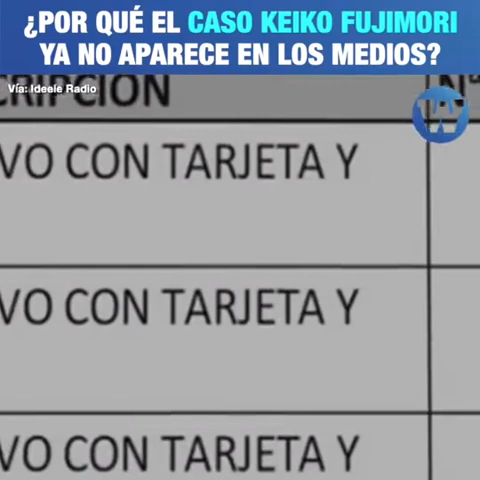 ¿POR QUÉ EL CASO KEIKO FUJIMORI
YA NO APARECE EN LOS MEDIOS?
CRIPCIÓN
Vía: Ideele Radio
VO CON TARJETA Y
VO CON TARJETA Y
VO CON TARJETA Y